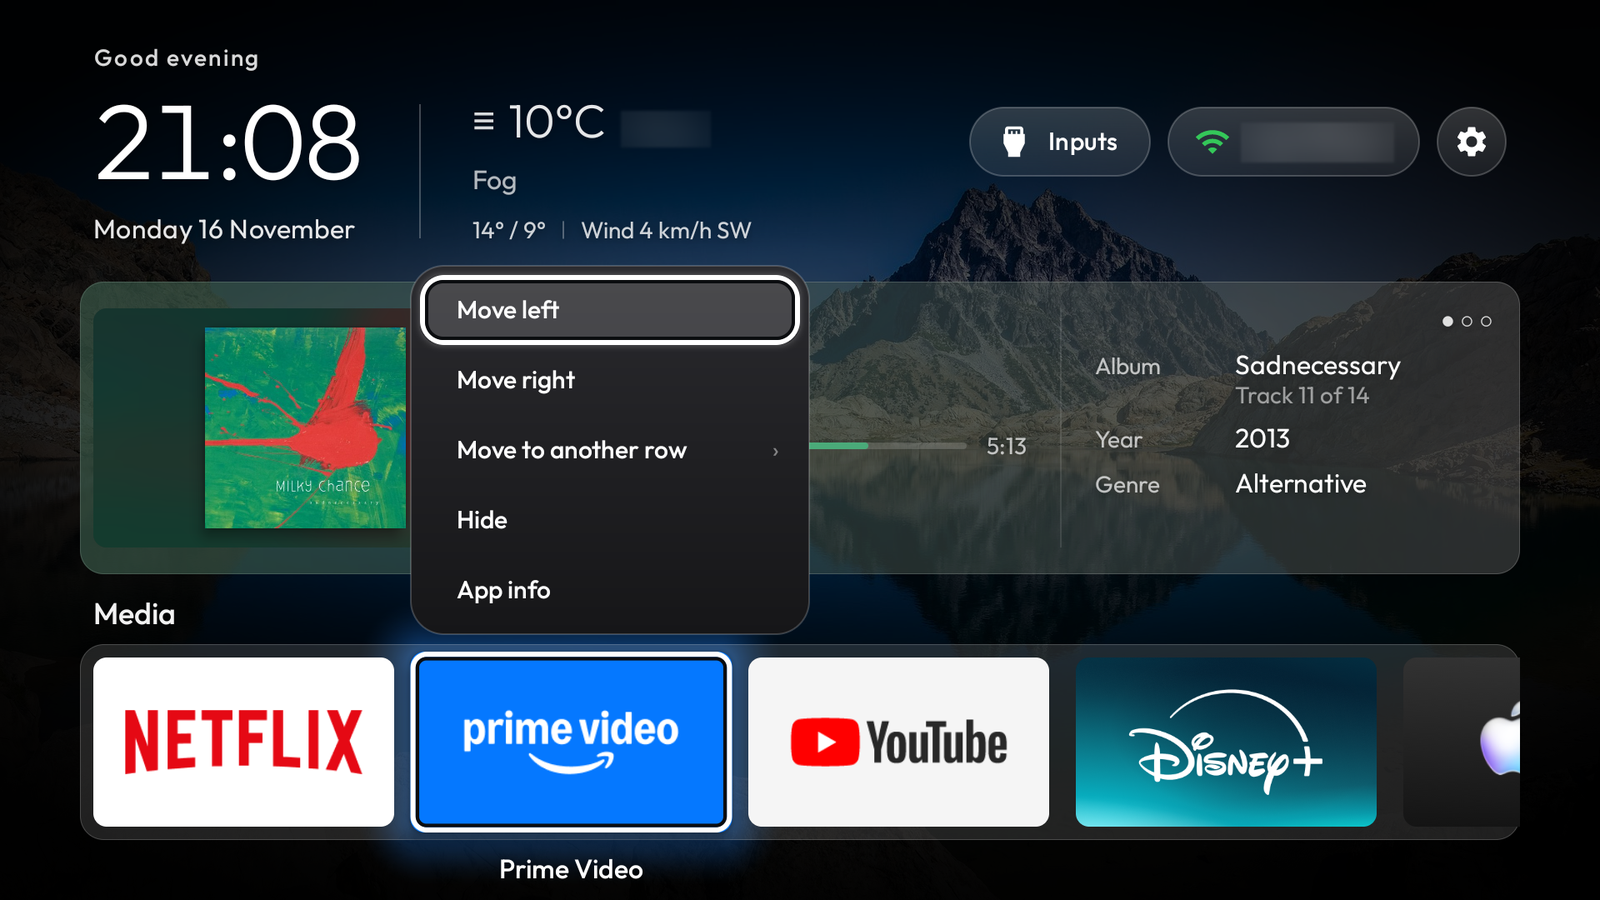 Good evening
21:08
Monday 16 November
10°C
Fog
14° / 9° | Wind 4 km/h SW
Inputs
Move left
Move right
Move to another row ›
Hide
App info
MiLKY CHANCE
5:13
Album Sadnecessary
Track 11 of 14
Year 2013
Genre Alternative
Media
NETFLIX
prime video
YouTube
Disney+
Prime Video